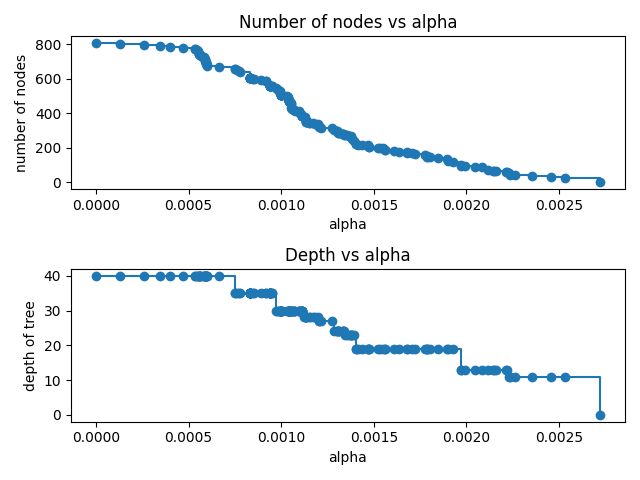 Number of nodes vs alpha
number of nodes
800
600
400
200
0
0.0000 0.0005 0.0010 0.0015 0.0020 0.0025
alpha
Depth vs alpha
depth of tree
40
30
20
10
0
0.0000 0.0005 0.0010 0.0015 0.0020 0.0025
alpha